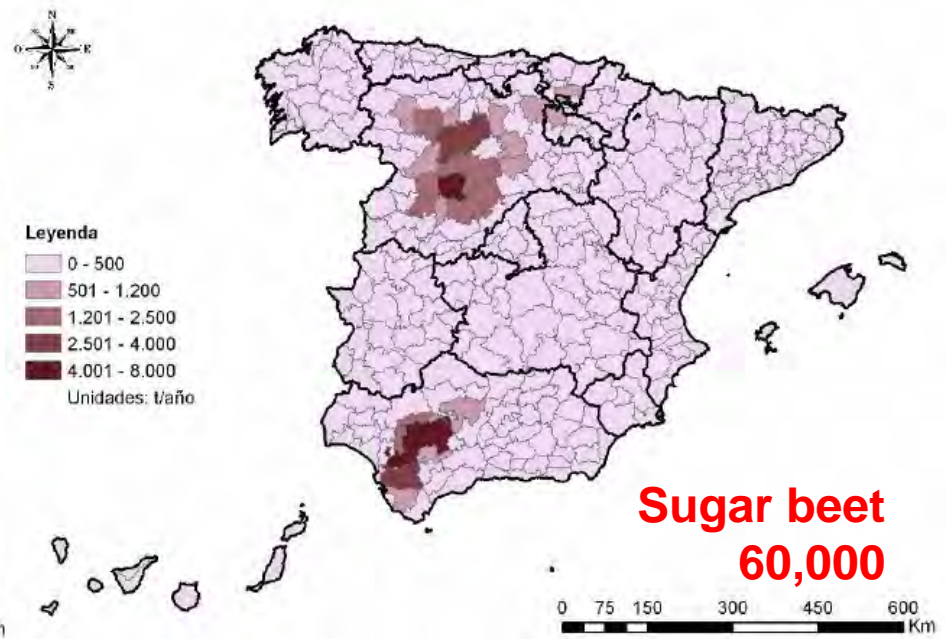 N
O E
S
Leyenda
0 - 500
501 - 1.200
1.201 - 2.500
2.501 - 4.000
4.001 - 8.000
Unidades: t/año
Sugar beet
60,000
0 75 150 300 450 600
Km